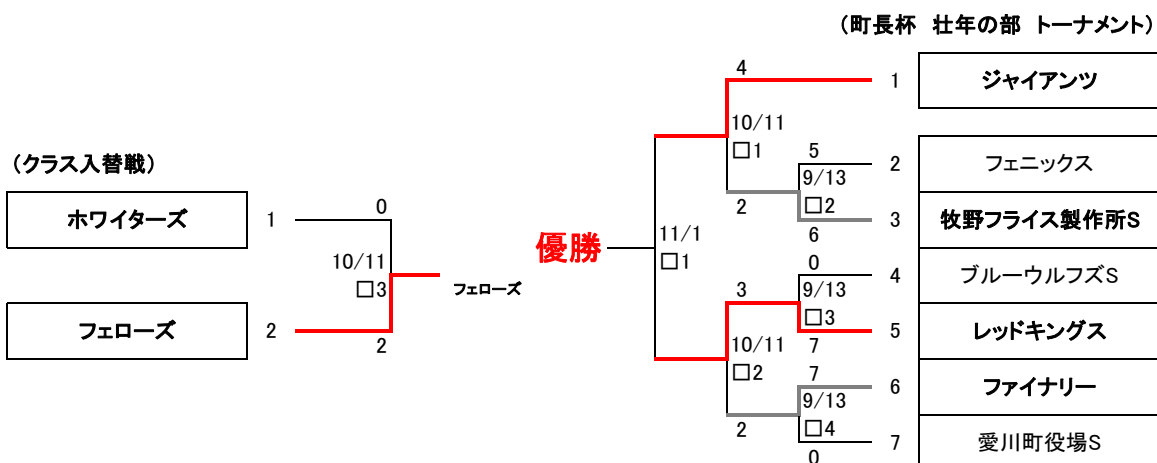 （町長杯 壮年の部 トーナメント）
4
1
ジャイアンツ
10/11
□1
5
2
フェニックス
9/13
□2
2
3
牧野フライス製作所S
6
（クラス入替戦）
ホワイターズ
1
0
10/11
□3
フェローズ
フェローズ
2
2
優勝
11/1
□1
0
4
ブルーウルフズS
3
9/13
□3
5
レッドキングス
7
10/11
□2
7
6
ファイナリー
9/13
□4
2
7
愛川町役場S
0